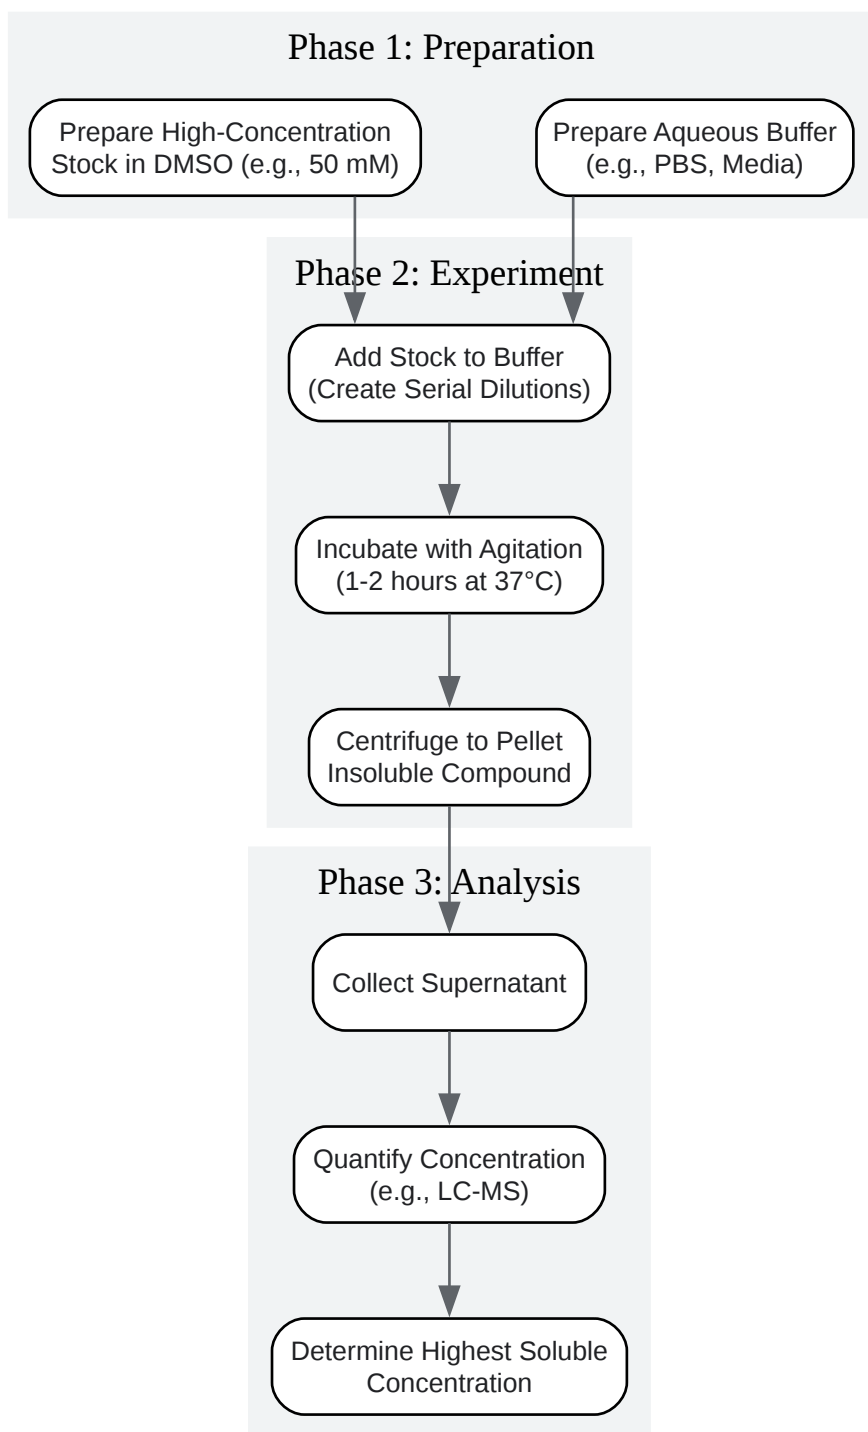 Phase 1: Preparation
Prepare High-Concentration
Stock in DMSO (e.g., 50 mM)
Prepare Aqueous Buffer
(e.g., PBS, Media)
Phase 2: Experiment
Add Stock to Buffer
(Create Serial Dilutions)
Incubate with Agitation
(1-2 hours at 37°C)
Centrifuge to Pellet
Insoluble Compound
Phase 3: Analysis
Collect Supernatant
Quantify Concentration
(e.g., LC-MS)
Determine Highest Soluble
Concentration